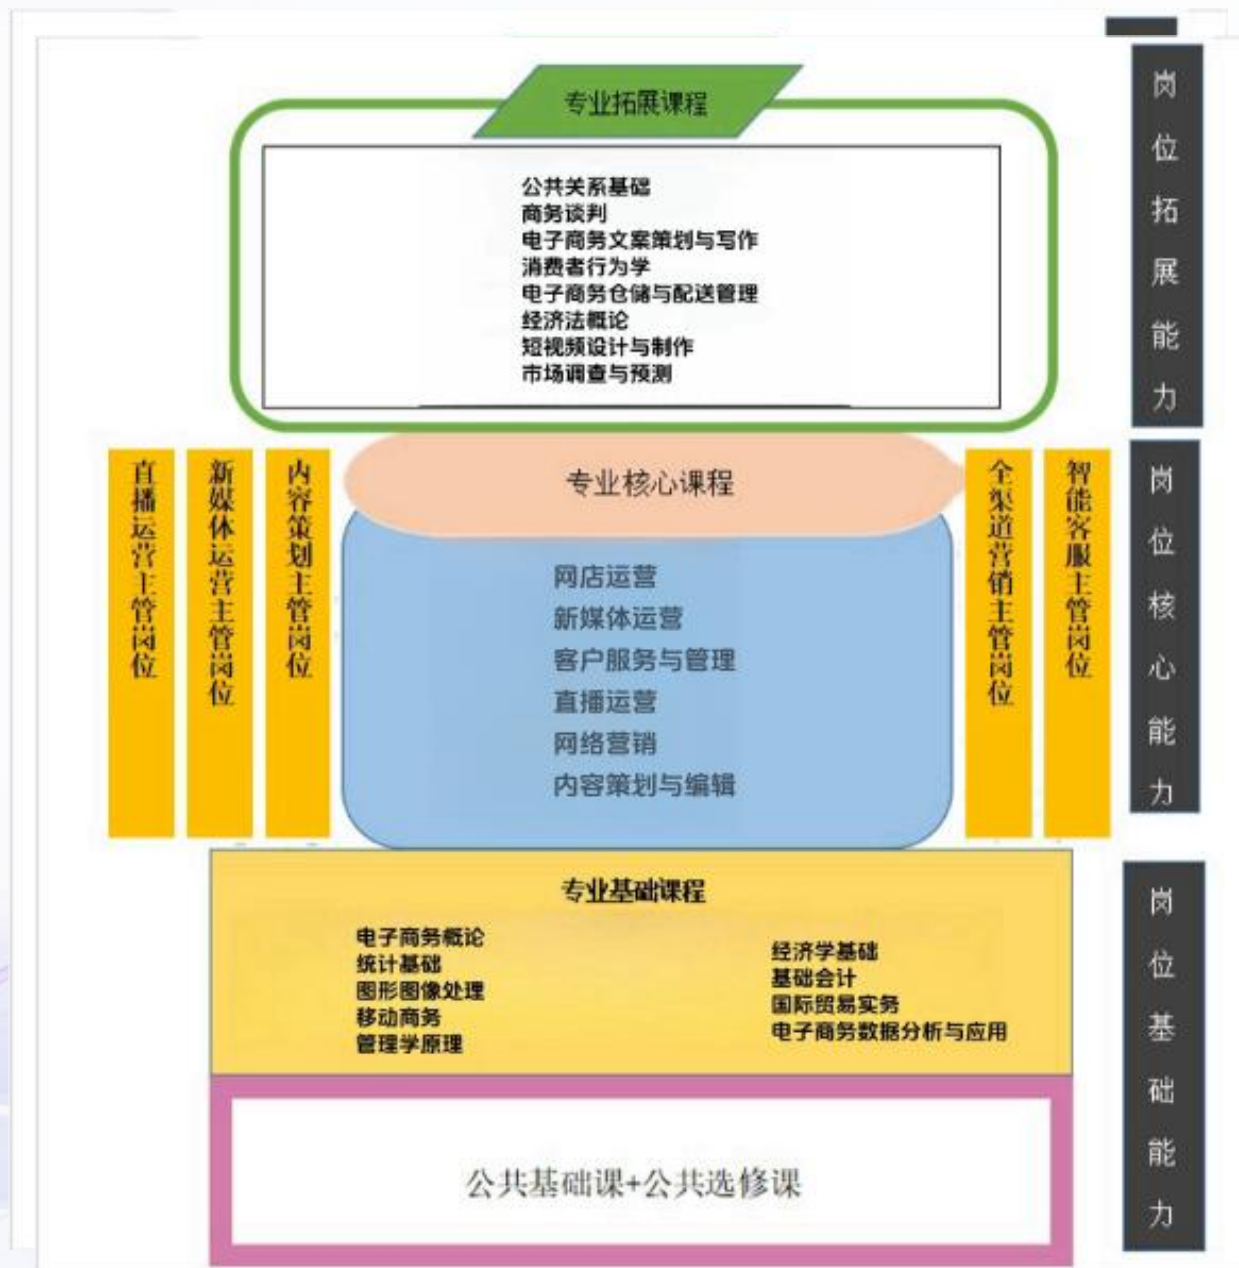 专业拓展课程
公共关系基础
商务谈判
电子商务文案策划与写作
消费者行为学
电子商务仓储与配送管理
经济法概论
短视频设计与制作
市场调查与预测
岗位拓展能力
直播运营主管岗位
新媒体运营主管岗位
内容策划主管岗位
专业核心课程
网店运营
新媒体运营
客户服务与管理
直播运营
网络营销
内容策划与编辑
全渠道营销主管岗位
智能客服主管岗位
岗位核心能力
专业基础课程
电子商务概论
统计基础
图形图像处理
移动商务
管理学原理
经济学基础
基础会计
国际贸易实务
电子商务数据分析与应用
公共基础课+公共选修课
岗位基础能力